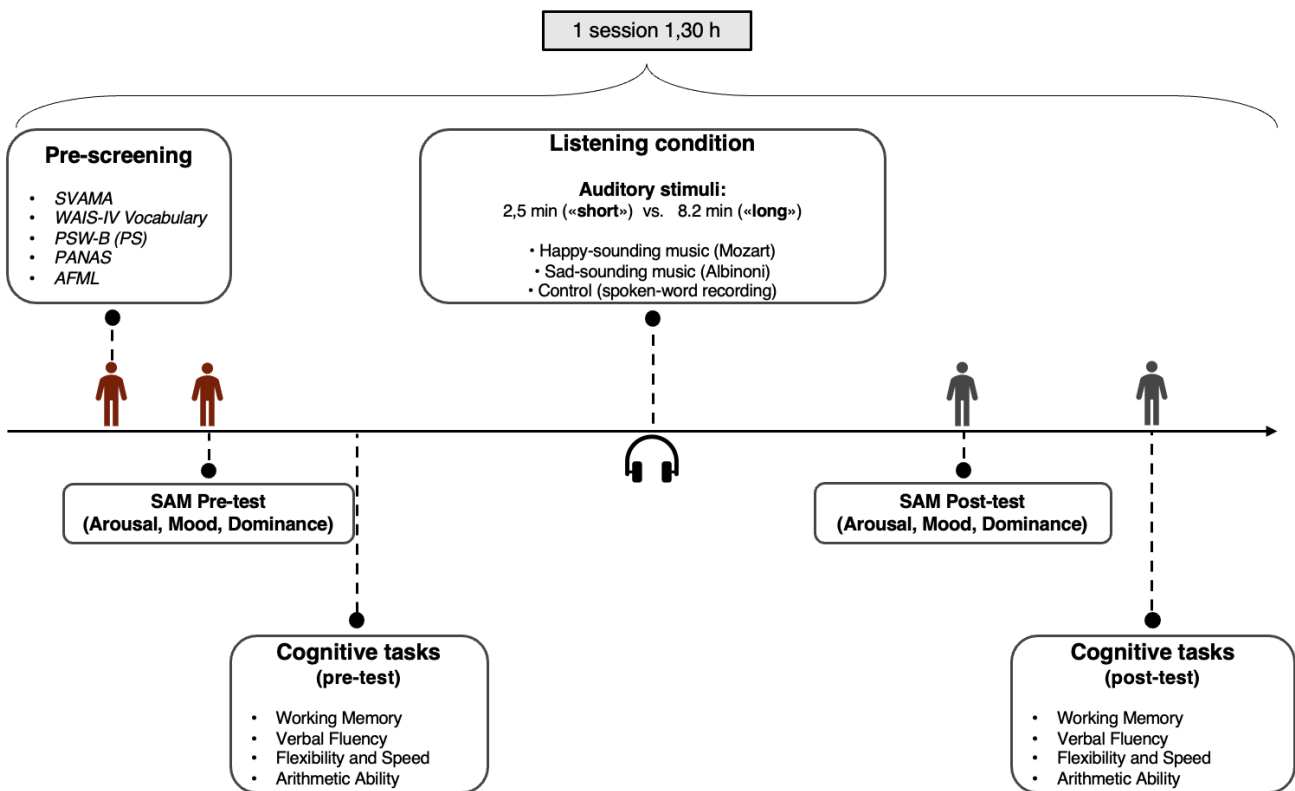 1 session 1,30 h
Pre-screening
• SVAMA
• WAIS-IV Vocabulary
• PSW-B (PS)
• PANAS
• AFML
Listening condition
Auditory stimuli:
2,5 min («short») vs. 8.2 min («long»)
• Happy-sounding music (Mozart)
• Sad-sounding music (Albinoni)
• Control (spoken-word recording)
SAM Pre-test
(Arousal, Mood, Dominance)
SAM Post-test
(Arousal, Mood, Dominance)
Cognitive tasks
(pre-test)
• Working Memory
• Verbal Fluency
• Flexibility and Speed
• Arithmetic Ability
Cognitive tasks
(post-test)
• Working Memory
• Verbal Fluency
• Flexibility and Speed
• Arithmetic Ability